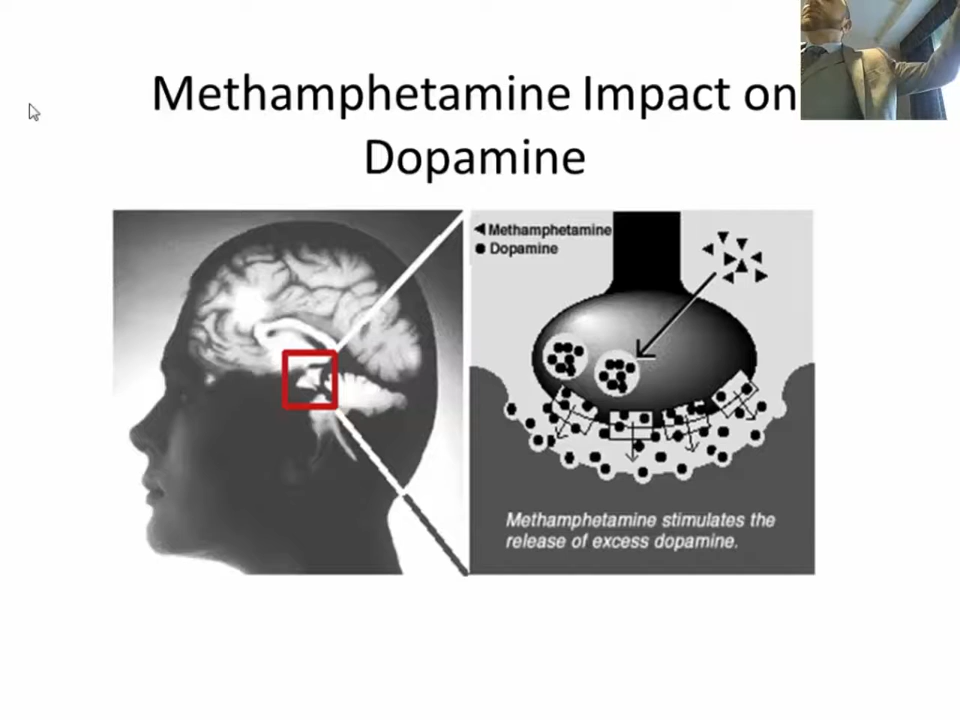 Methamphetamine Impact on
Dopamine
Methamphetamine
Dopamine
Methamphetamine stimulates the
release of excess dopamine.